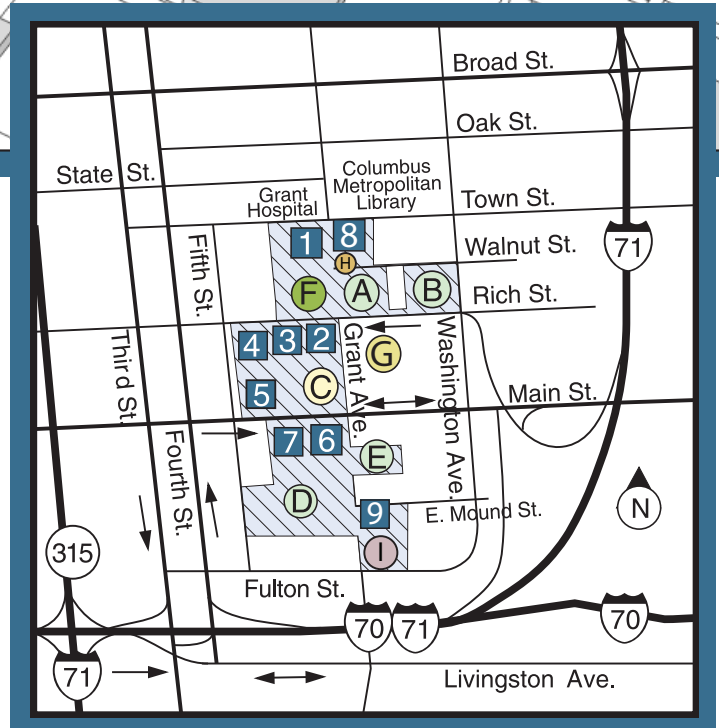 Broad St.
Oak St.
State St.
Columbus
Metropolitan
Library
Grant
Hospital
Town St.
1
8
Walnut St.
71
H
Fifth St.
F
A
B
Rich St.
4
3
2
Third St.
Grant Ave.
G
Washington Ave.
5
C
Main St.
Fourth St.
7
6
E
D
9
E. Mound St.
N
315
I
Fulton St.
70
71
70
71
Livingston Ave.